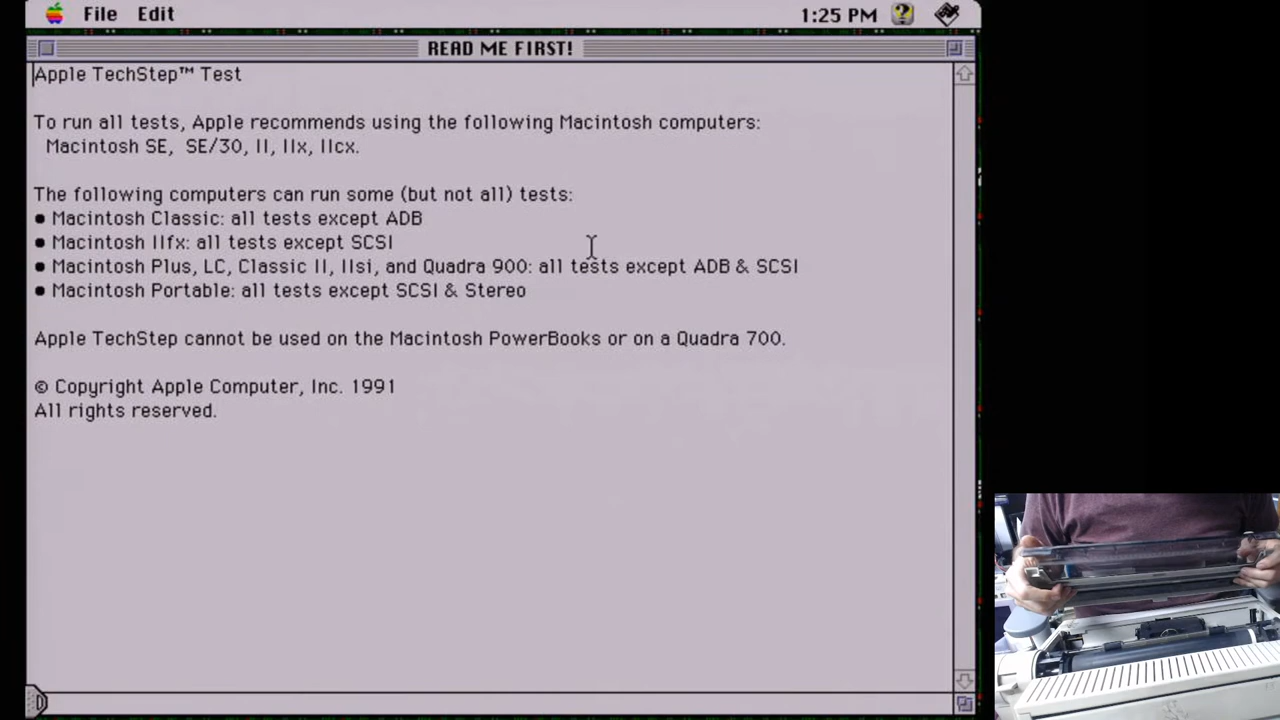 File Edit 1:25 PM
READ ME FIRST!
Apple TechStep™ Test
To run all tests, Apple recommends using the following Macintosh computers:
Macintosh SE, SE/30, II, IIx, IIcx.
The following computers can run some (but not all) tests:
● Macintosh Classic: all tests except ADB
● Macintosh IIfx: all tests except SCSI
● Macintosh Plus, LC, Classic II, IIsi, and Quadra 900: all tests except ADB & SCSI
● Macintosh Portable: all tests except SCSI & Stereo
Apple TechStep cannot be used on the Macintosh PowerBooks or on a Quadra 700.
© Copyright Apple Computer, Inc. 1991
All rights reserved.